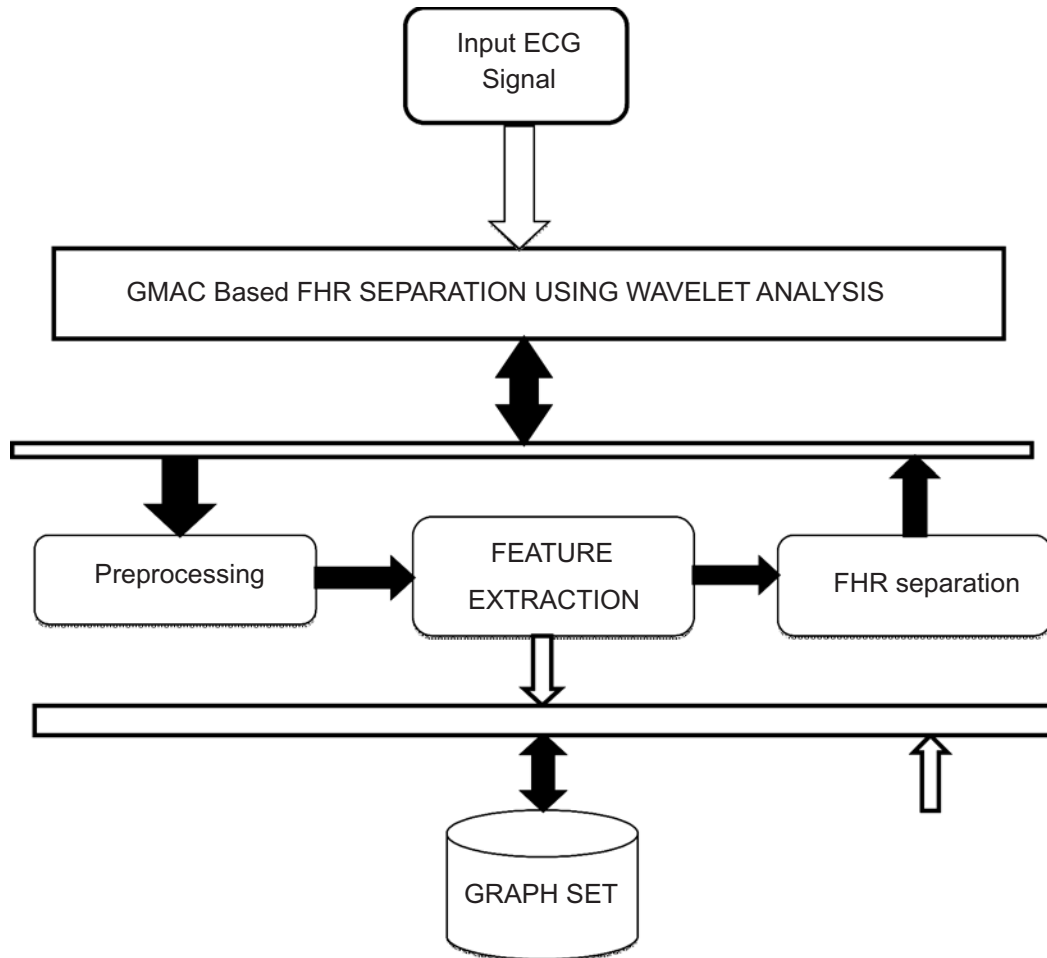 Input ECG
Signal
GMAC Based FHR SEPARATION USING WAVELET ANALYSIS
Preprocessing
FEATURE
EXTRACTION
FHR separation
GRAPH SET